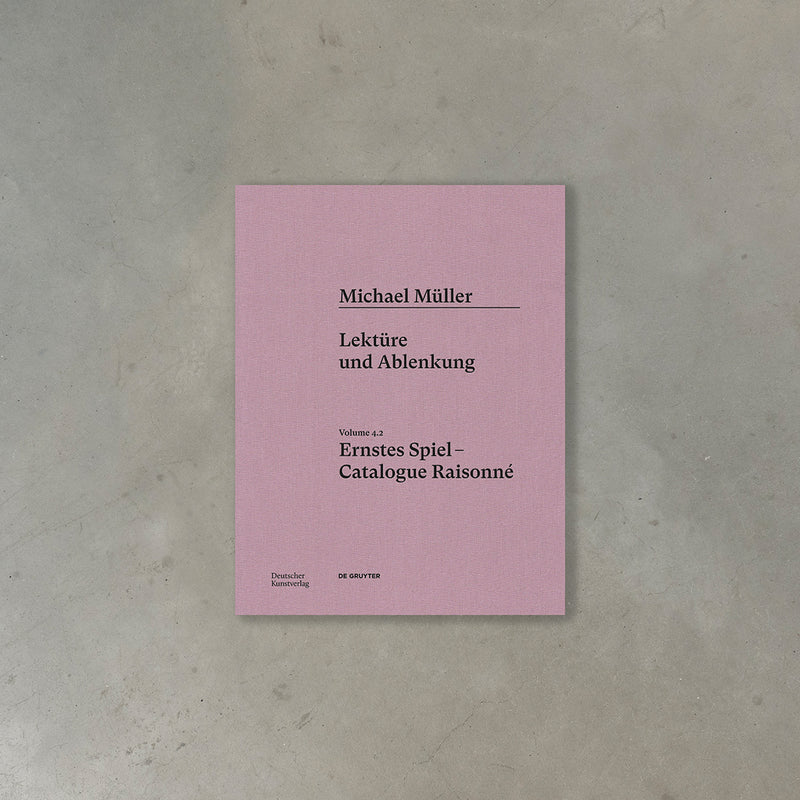 Michael Müller
Lektüre
und Ablenkung
Volume 4.2
Ernstes Spiel –
Catalogue Raisonné
Deutscher
Kunstverlag
DE GRUYTER